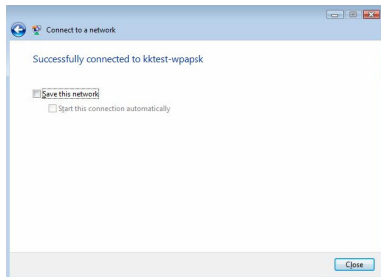 Connect to a network
Successfully connected to kktest-wpapsk
Save this network
Start this connection automatically
Close